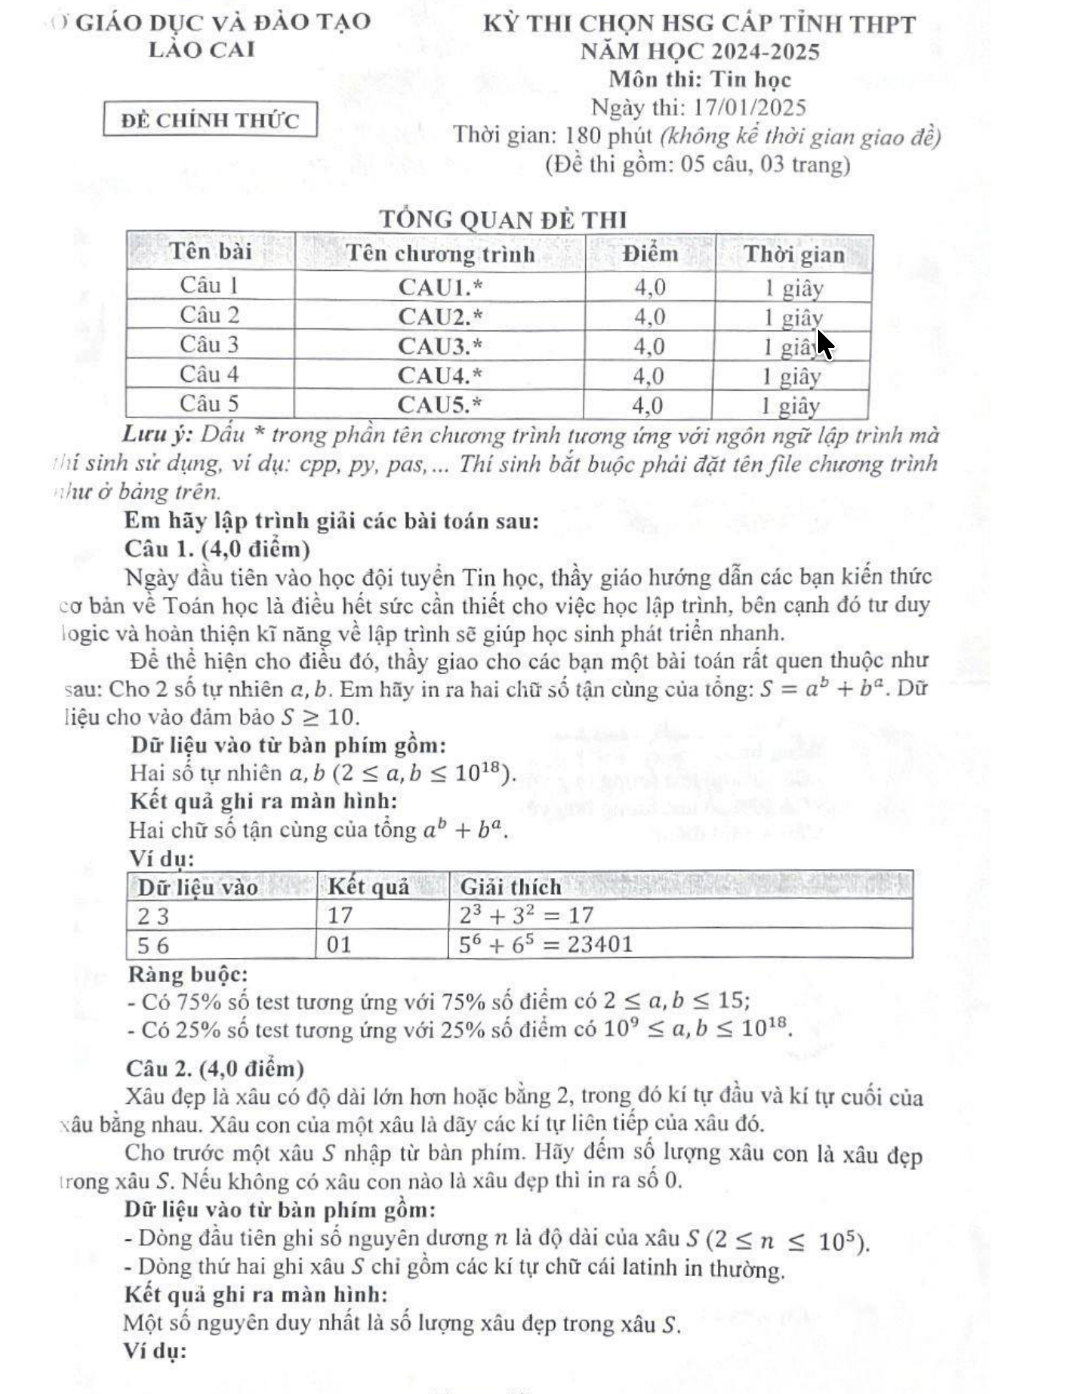 GIÁO DỤC VÀ ĐÀO TẠO
LÀO CAI
ĐỀ CHÍNH THỨC
KỲ THI CHỌN HSG CẤP TỈNH THPT
NĂM HỌC 2024-2025
Môn thi: Tin học
Ngày thi: 17/01/2025
Thời gian: 180 phút (không kể thời gian giao đề)
(Đề thi gồm: 05 câu, 03 trang)
TỔNG QUAN ĐỀ THI
Tên bài Tên chương trình Điểm Thời gian
Câu 1 CAU1.* 4,0 1 giây
Câu 2 CAU2.* 4,0 1 giây
Câu 3 CAU3.* 4,0 1 giây
Câu 4 CAU4.* 4,0 1 giây
Câu 5 CAU5.* 4,0 1 giây
Lưu ý: Dấu * trong phần tên chương trình tương ứng với ngôn ngữ lập trình mà
thí sinh sử dụng, ví dụ: cpp, py, pas,... Thí sinh bắt buộc phải đặt tên file chương trình
như ở bảng trên.
Em hãy lập trình giải các bài toán sau:
Câu 1. (4,0 điểm)
Ngày đầu tiên vào học đội tuyển Tin học, thầy giáo hướng dẫn các bạn kiến thức
cơ bản về Toán học là điều hết sức cần thiết cho việc học lập trình, bên cạnh đó tư duy
logic và hoàn thiện kĩ năng về lập trình sẽ giúp học sinh phát triển nhanh.
Để thể hiện cho điều đó, thầy giao cho các bạn một bài toán rất quen thuộc như
sau: Cho 2 số tự nhiên a, b. Em hãy in ra hai chữ số tận cùng của tổng: S = a^b + b^a. Dữ
liệu cho vào đảm bảo S ≥ 10.
Dữ liệu vào từ bàn phím gồm:
Hai số tự nhiên a, b (2 ≤ a, b ≤ 10^18).
Kết quả ghi ra màn hình:
Hai chữ số tận cùng của tổng a^b + b^a.
Ví dụ:
Dữ liệu vào Kết quả Giải thích
2 3 17 2^3 + 3^2 = 17
5 6 01 5^6 + 6^5 = 23401
Ràng buộc:
- Có 75% số test tương ứng với 75% số điểm có 2 ≤ a, b ≤ 15;
- Có 25% số test tương ứng với 25% số điểm có 10^9 ≤ a, b ≤ 10^18.
Câu 2. (4,0 điểm)
Xâu đẹp là xâu có độ dài lớn hơn hoặc bằng 2, trong đó kí tự đầu và kí tự cuối của
xâu bằng nhau. Xâu con của một xâu là dãy các kí tự liên tiếp của xâu đó.
Cho trước một xâu S nhập từ bàn phím. Hãy đếm số lượng xâu con là xâu đẹp
trong xâu S. Nếu không có xâu con nào là xâu đẹp thì in ra số 0.
Dữ liệu vào từ bàn phím gồm:
- Dòng đầu tiên ghi số nguyên dương n là độ dài của xâu S (2 ≤ n ≤ 10^5).
- Dòng thứ hai ghi xâu S chỉ gồm các kí tự chữ cái latinh in thường.
Kết quả ghi ra màn hình:
Một số nguyên duy nhất là số lượng xâu đẹp trong xâu S.
Ví dụ: